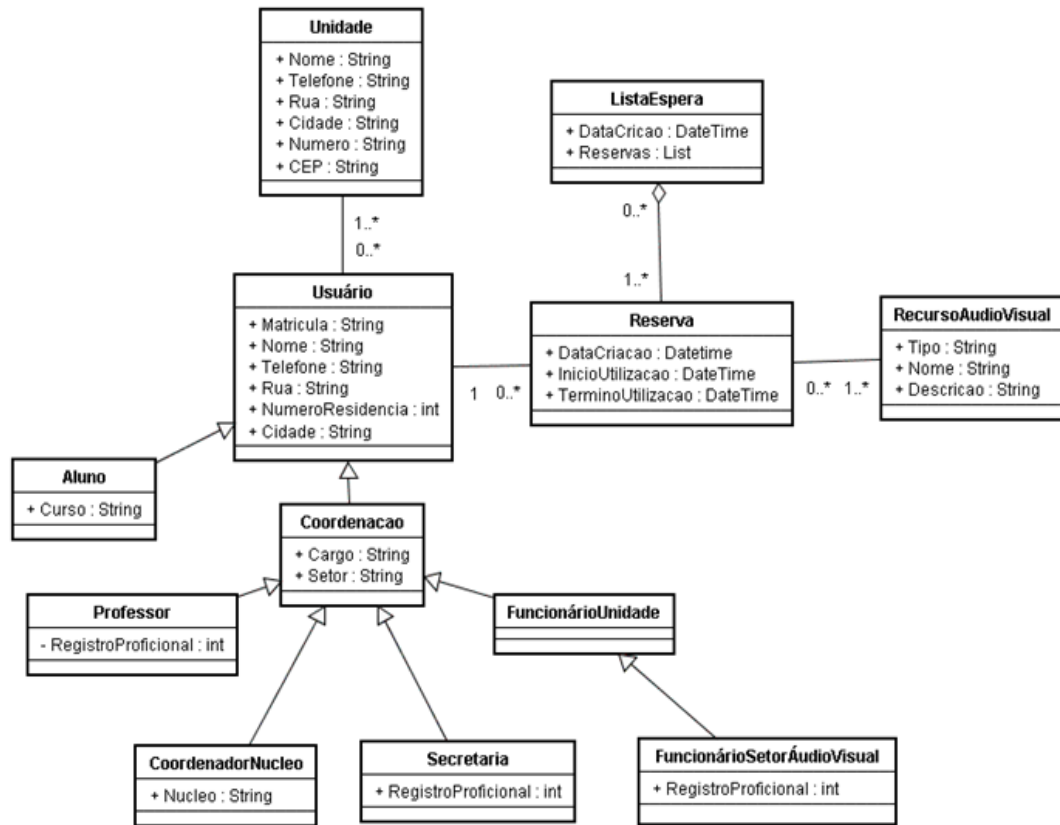 Unidade
+ Nome : String
+ Telefone : String
+ Rua : String
+ Cidade : String
+ Numero : String
+ CEP : String
ListaEspera
+ DataCricao : DateTime
+ Reservas : List
1..*
0..*
0..*
1..*
Usuário
+ Matricula : String
+ Nome : String
+ Telefone : String
+ Rua : String
+ NumeroResidencia : int
+ Cidade : String
1 0..*
Reserva
+ DataCriacao : Datetime
+ InicioUtilizacao : DateTime
+ TerminoUtilizacao : DateTime
0..* 1..*
RecursoAudioVisual
+ Tipo : String
+ Nome : String
+ Descricao : String
Aluno
+ Curso : String
Coordenacao
+ Cargo : String
+ Setor : String
Professor
- RegistroProficional : int
FuncionárioUnidade
CoordenadorNucleo
+ Nucleo : String
Secretaria
+ RegistroProficional : int
FuncionárioSetorÁudioVisual
+ RegistroProficional : int